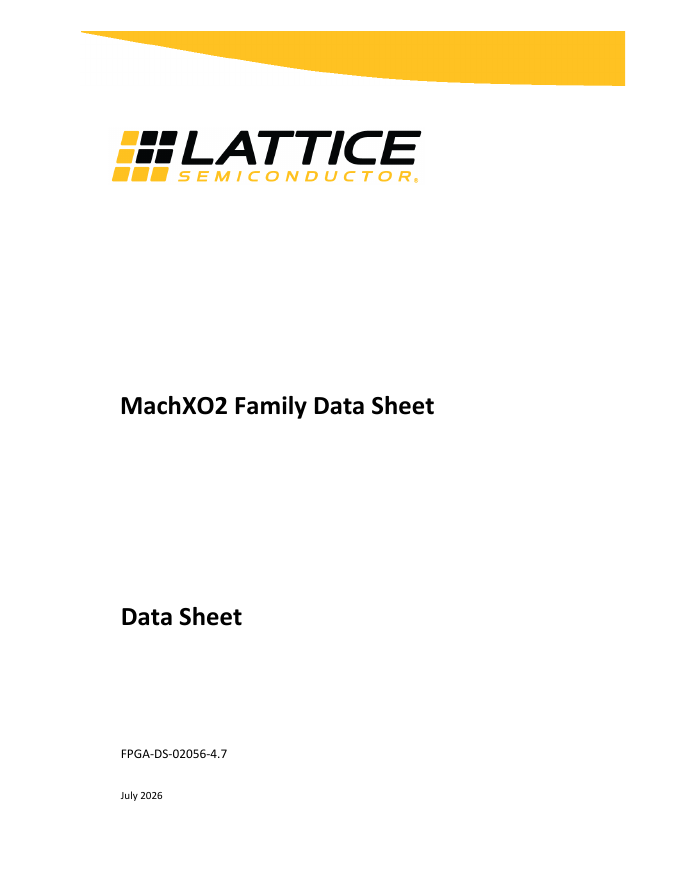 LATTICE
SEMICONDUCTOR
MachXO2 Family Data Sheet
Data Sheet
FPGA-DS-02056-4.7
July 2026